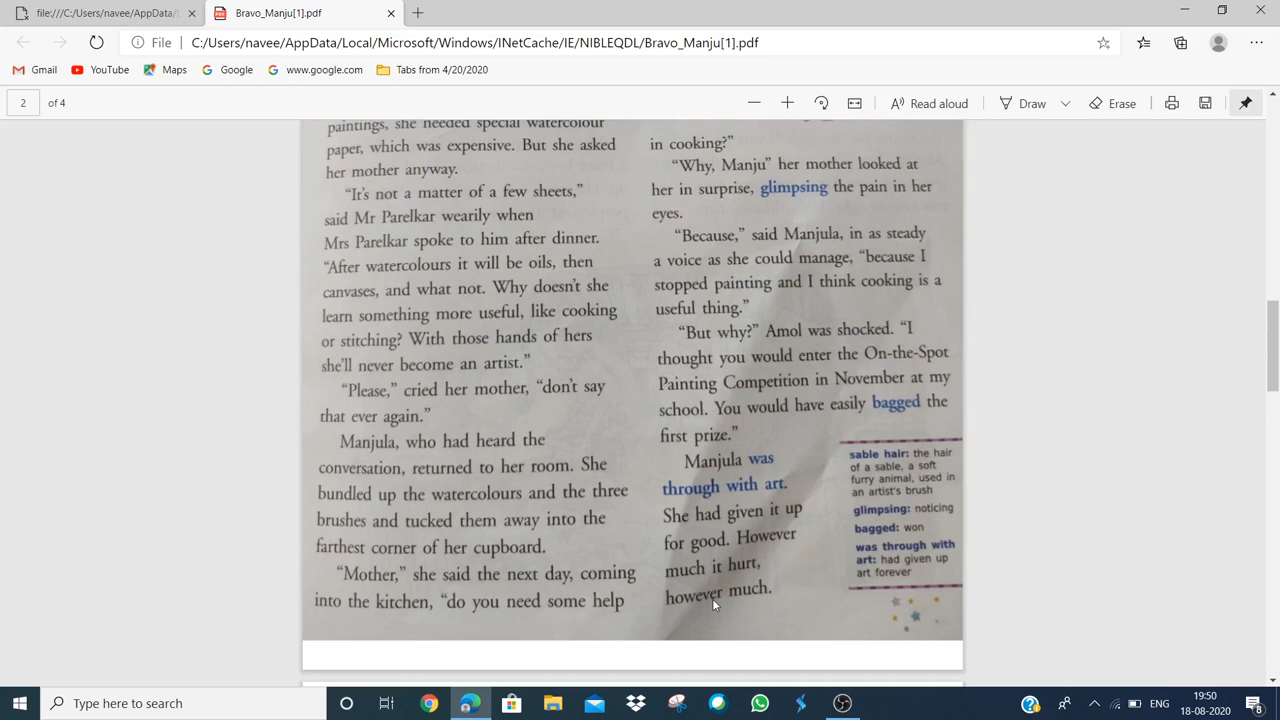 file:///C:/Users/navee/AppData/L
Bravo_Manju[1].pdf
File
C:/Users/navee/AppData/Local/Microsoft/Windows/INetCache/IE/NIBLEQDL/Bravo_Manju[1].pdf
Gmail
YouTube
Maps
Google
www.google.com
Tabs from 4/20/2020
2 of 4
Read aloud
Draw
Erase
paintings, she needed special watercolour
paper, which was expensive. But she asked
her mother anyway.
“It’s not a matter of a few sheets,”
said Mr Parelkar wearily when
Mrs Parelkar spoke to him after dinner.
“After watercolours it will be oils, then
canvases, and what not. Why doesn’t she
learn something more useful, like cooking
or stitching? With those hands of hers
she’ll never become an artist.”
“Please,” cried her mother, “don’t say
that ever again.”
Manjula, who had heard the
conversation, returned to her room. She
bundled up the watercolours and the three
brushes and tucked them away into the
farthest corner of her cupboard.
“Mother,” she said the next day, coming
into the kitchen, “do you need some help
in cooking?”
“Why, Manju” her mother looked at
her in surprise, glimpsing the pain in her
eyes.
“Because,” said Manjula, in as steady
a voice as she could manage, “because I
stopped painting and I think cooking is a
useful thing.”
“But why?” Amol was shocked. “I
thought you would enter the On-the-Spot
Painting Competition in November at my
school. You would have easily bagged the
first prize.”
Manjula was
through with art.
She had given it up
for good. However
much it hurt,
however much.
sable hair: the hair
of a sable, a soft
furry animal, used in
an artist’s brush
glimpsing: noticing
bagged: won
was through with
art: had given up
art forever
Type here to search
ENG
19:50
18-08-2020
8